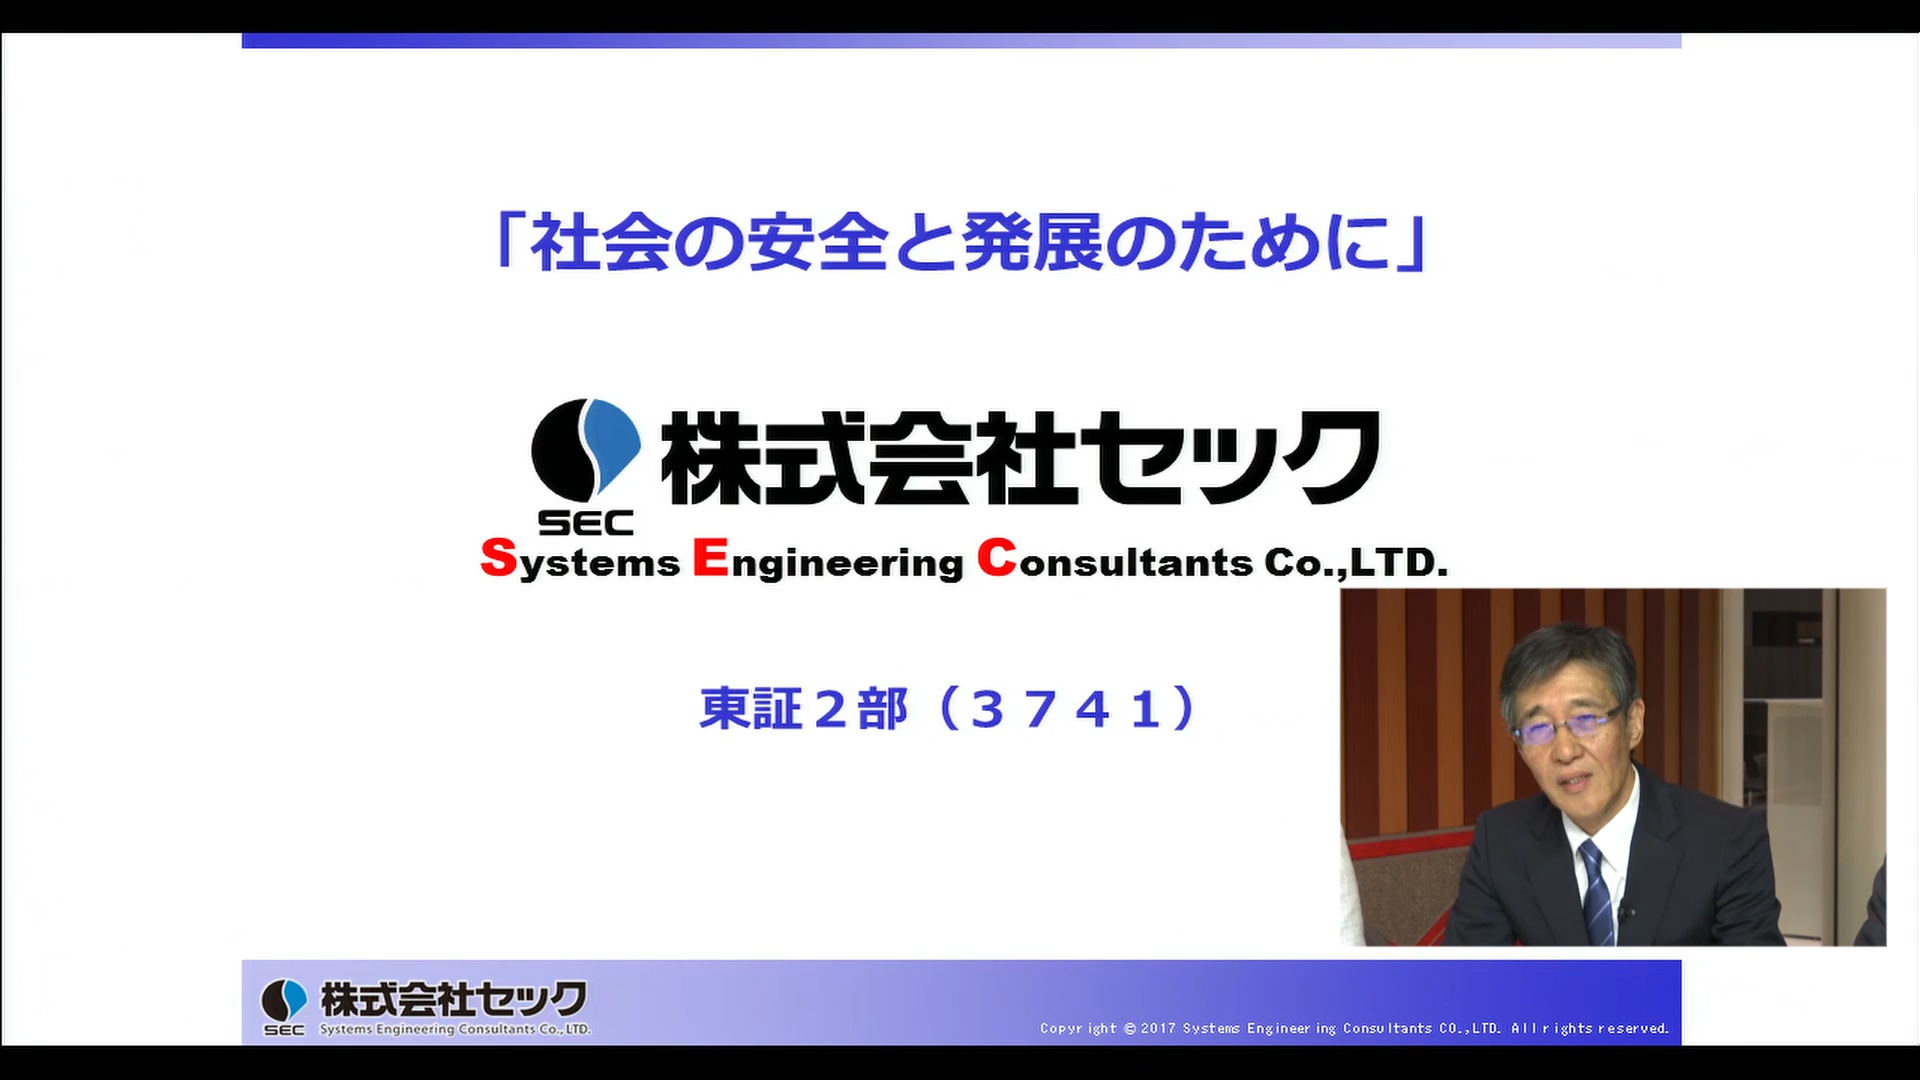 「社会の安全と発展のために」
株式会社セック
SEC
Systems Engineering Consultants Co.,LTD.
東証２部（３７４１）
株式会社セック
SEC
Systems Engineering Consultants Co.,LTD.
Copyright © 2017 Systems Engineering Consultants CO.,LTD. All rights reserved.